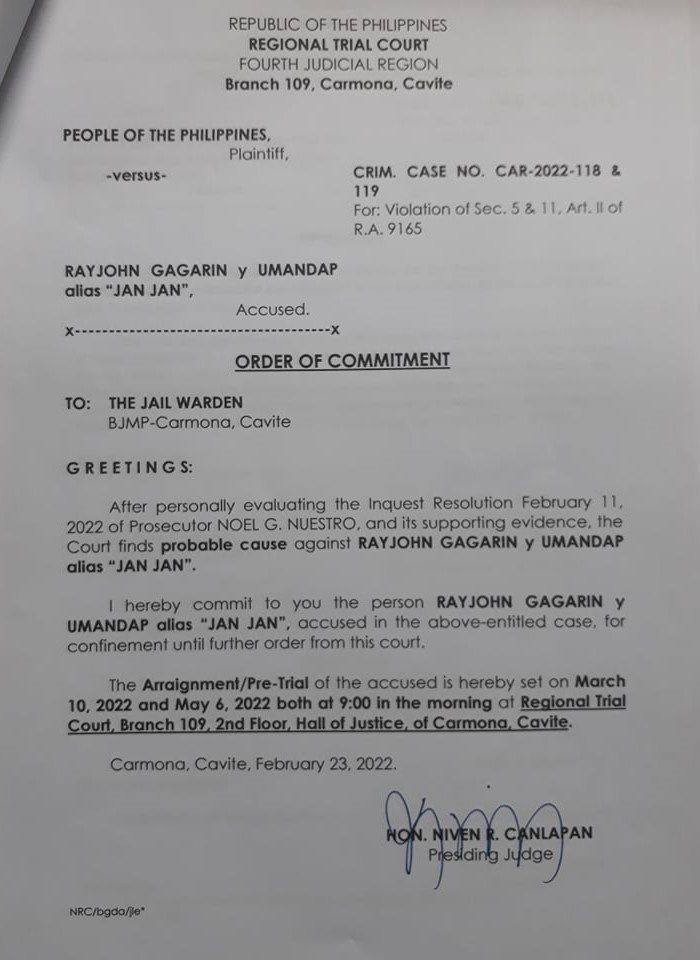 REPUBLIC OF THE PHILIPPINES
REGIONAL TRIAL COURT
FOURTH JUDICIAL REGION
Branch 109, Carmona, Cavite
PEOPLE OF THE PHILIPPINES,
Plaintiff,
-versus-
CRIM. CASE NO. CAR-2022-118 &
119
For: Violation of Sec. 5 & 11, Art. II of
R.A. 9165
RAYJOHN GAGARIN y UMANDAP
alias “JAN JAN”,
Accused.
x------------------------------------x
ORDER OF COMMITMENT
TO: THE JAIL WARDEN
BJMP-Carmona, Cavite
G R E E T I N G S:
After personally evaluating the Inquest Resolution February 11,
2022 of Prosecutor NOEL G. NUESTRO, and its supporting evidence, the
Court finds probable cause against RAYJOHN GAGARIN y UMANDAP
alias “JAN JAN”.
I hereby commit to you the person RAYJOHN GAGARIN y
UMANDAP alias “JAN JAN”, accused in the above-entitled case, for
confinement until further order from this court.
The Arraignment/Pre-Trial of the accused is hereby set on March
10, 2022 and May 6, 2022 both at 9:00 in the morning at Regional Trial
Court, Branch 109, 2nd Floor, Hall of Justice, of Carmona, Cavite.
Carmona, Cavite, February 23, 2022.
HON. NIVEN R. CANLAPAN
Presiding Judge
NRC/bgda/jle*